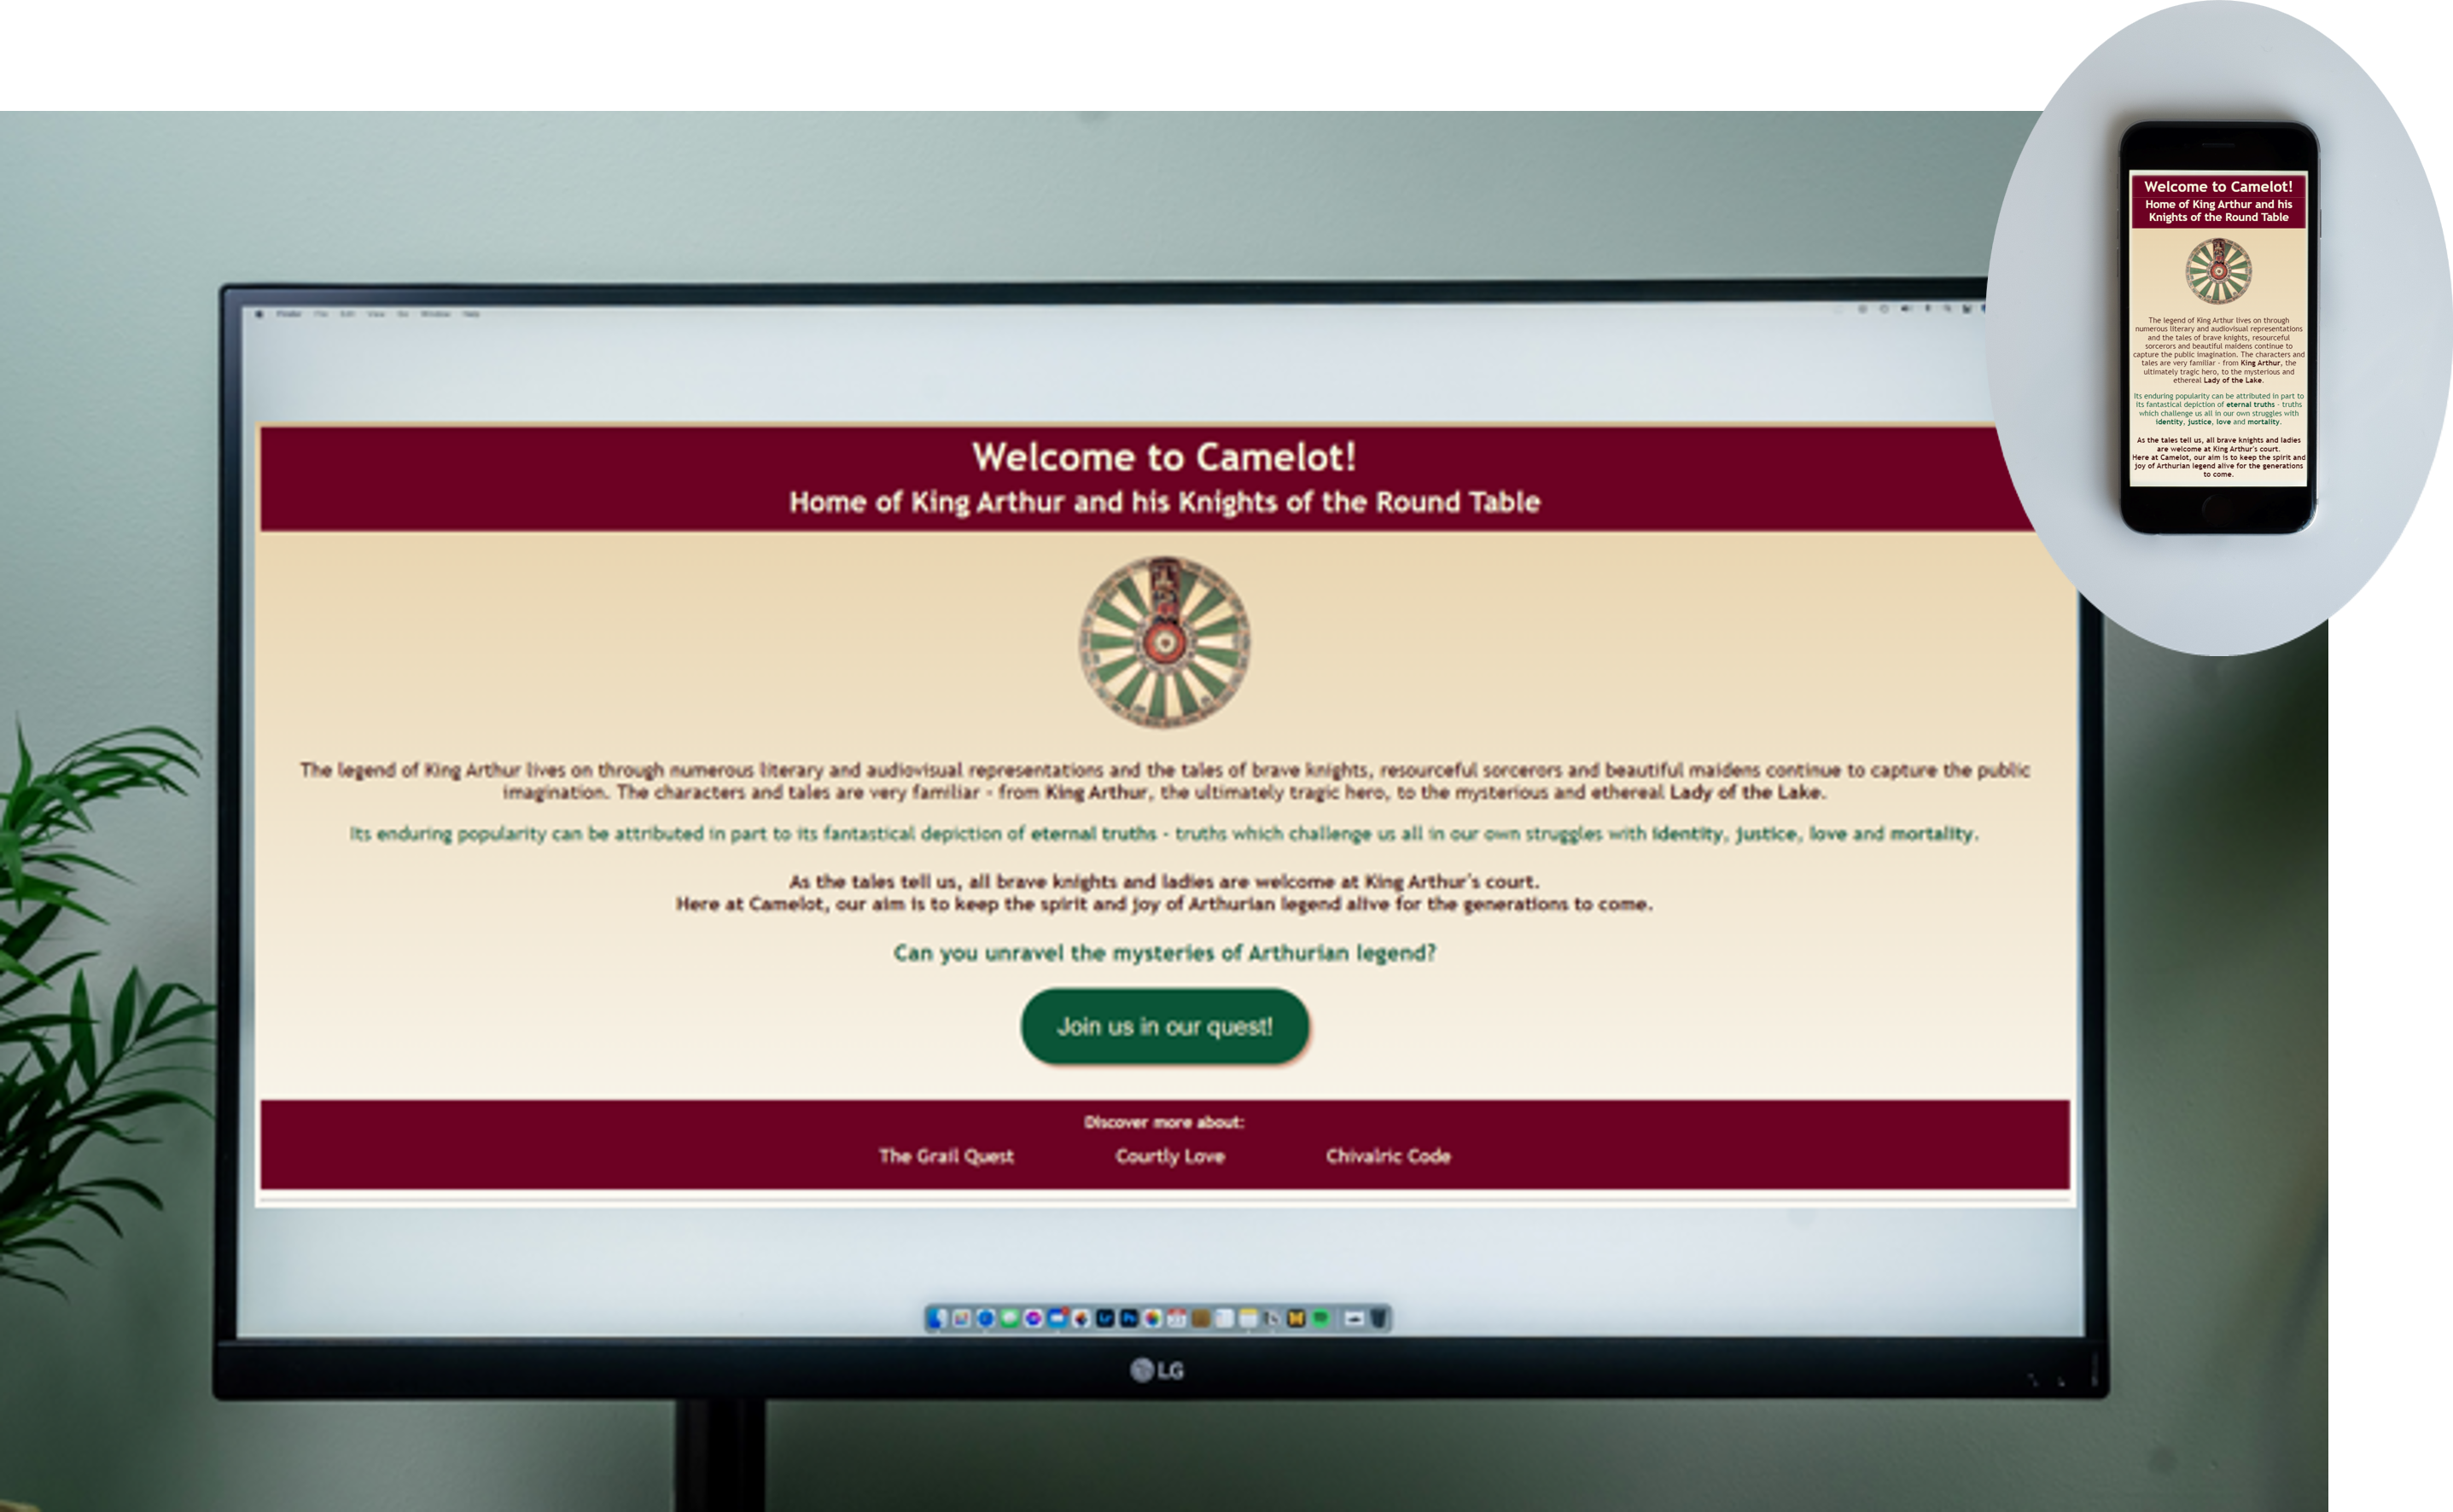 Finder File Edit View Go Window Help
Welcome to Camelot!
Home of King Arthur and his Knights of the Round Table
The legend of King Arthur lives on through numerous literary and audiovisual representations and the tales of brave knights, resourceful sorcerors and beautiful maidens continue to capture the public
imagination. The characters and tales are very familiar - from King Arthur, the ultimately tragic hero, to the mysterious and ethereal Lady of the Lake.
Its enduring popularity can be attributed in part to its fantastical depiction of eternal truths - truths which challenge us all in our own struggles with identity, justice, love and mortality.
As the tales tell us, all brave knights and ladies are welcome at King Arthur's court.
Here at Camelot, our aim is to keep the spirit and joy of Arthurian legend alive for the generations to come.
Can you unravel the mysteries of Arthurian legend?
Join us in our quest!
Discover more about:
The Grail Quest Courtly Love Chivalric Code
LG
Welcome to Camelot!
Home of King Arthur and his
Knights of the Round Table
The legend of King Arthur lives on through
numerous literary and audiovisual representations
and the tales of brave knights, resourceful
sorcerors and beautiful maidens continue to
capture the public imagination. The characters and
tales are very familiar - from King Arthur, the
ultimately tragic hero, to the mysterious and
ethereal Lady of the Lake.
Its enduring popularity can be attributed in part to
its fantastical depiction of eternal truths - truths
which challenge us all in our own struggles with
identity, justice, love and mortality.
As the tales tell us, all brave knights and ladies
are welcome at King Arthur's court.
Here at Camelot, our aim is to keep the spirit and
joy of Arthurian legend alive for the generations
to come.